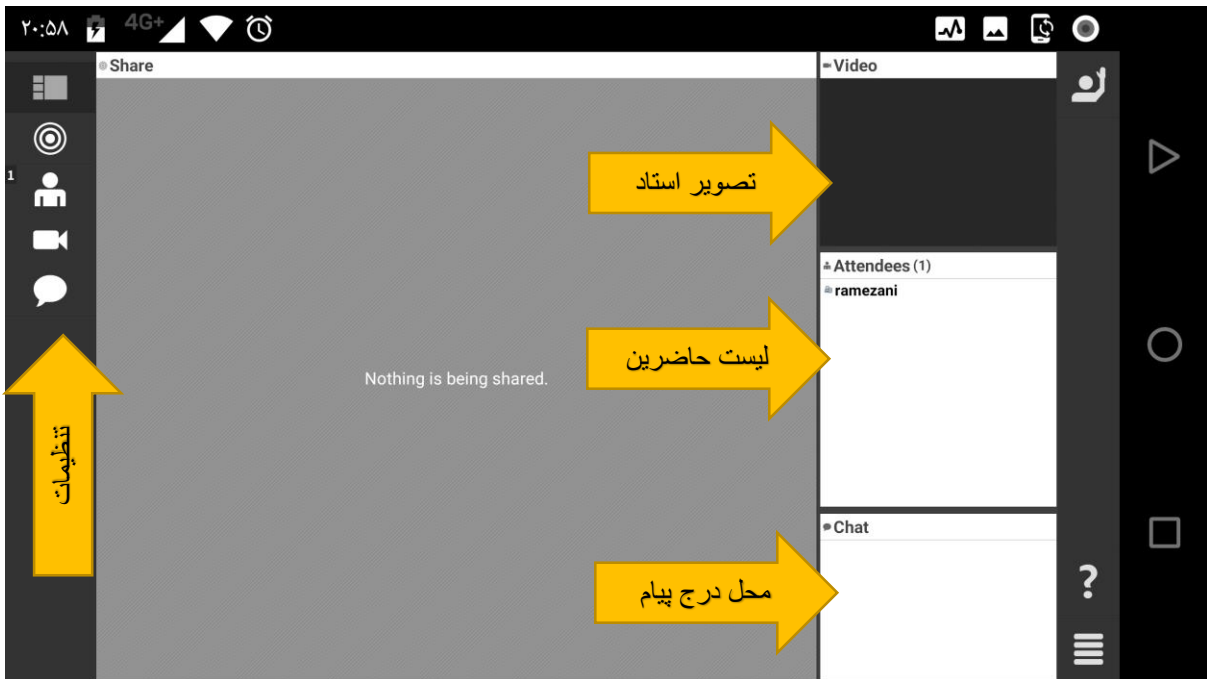 ۲۰:۵۸ 4G+
Share
Video
تصویر استاد
1
Attendees (1)
ramezani
لیست حاضرین
Nothing is being shared.
تنظیمات
Chat
محل درج پیام
?